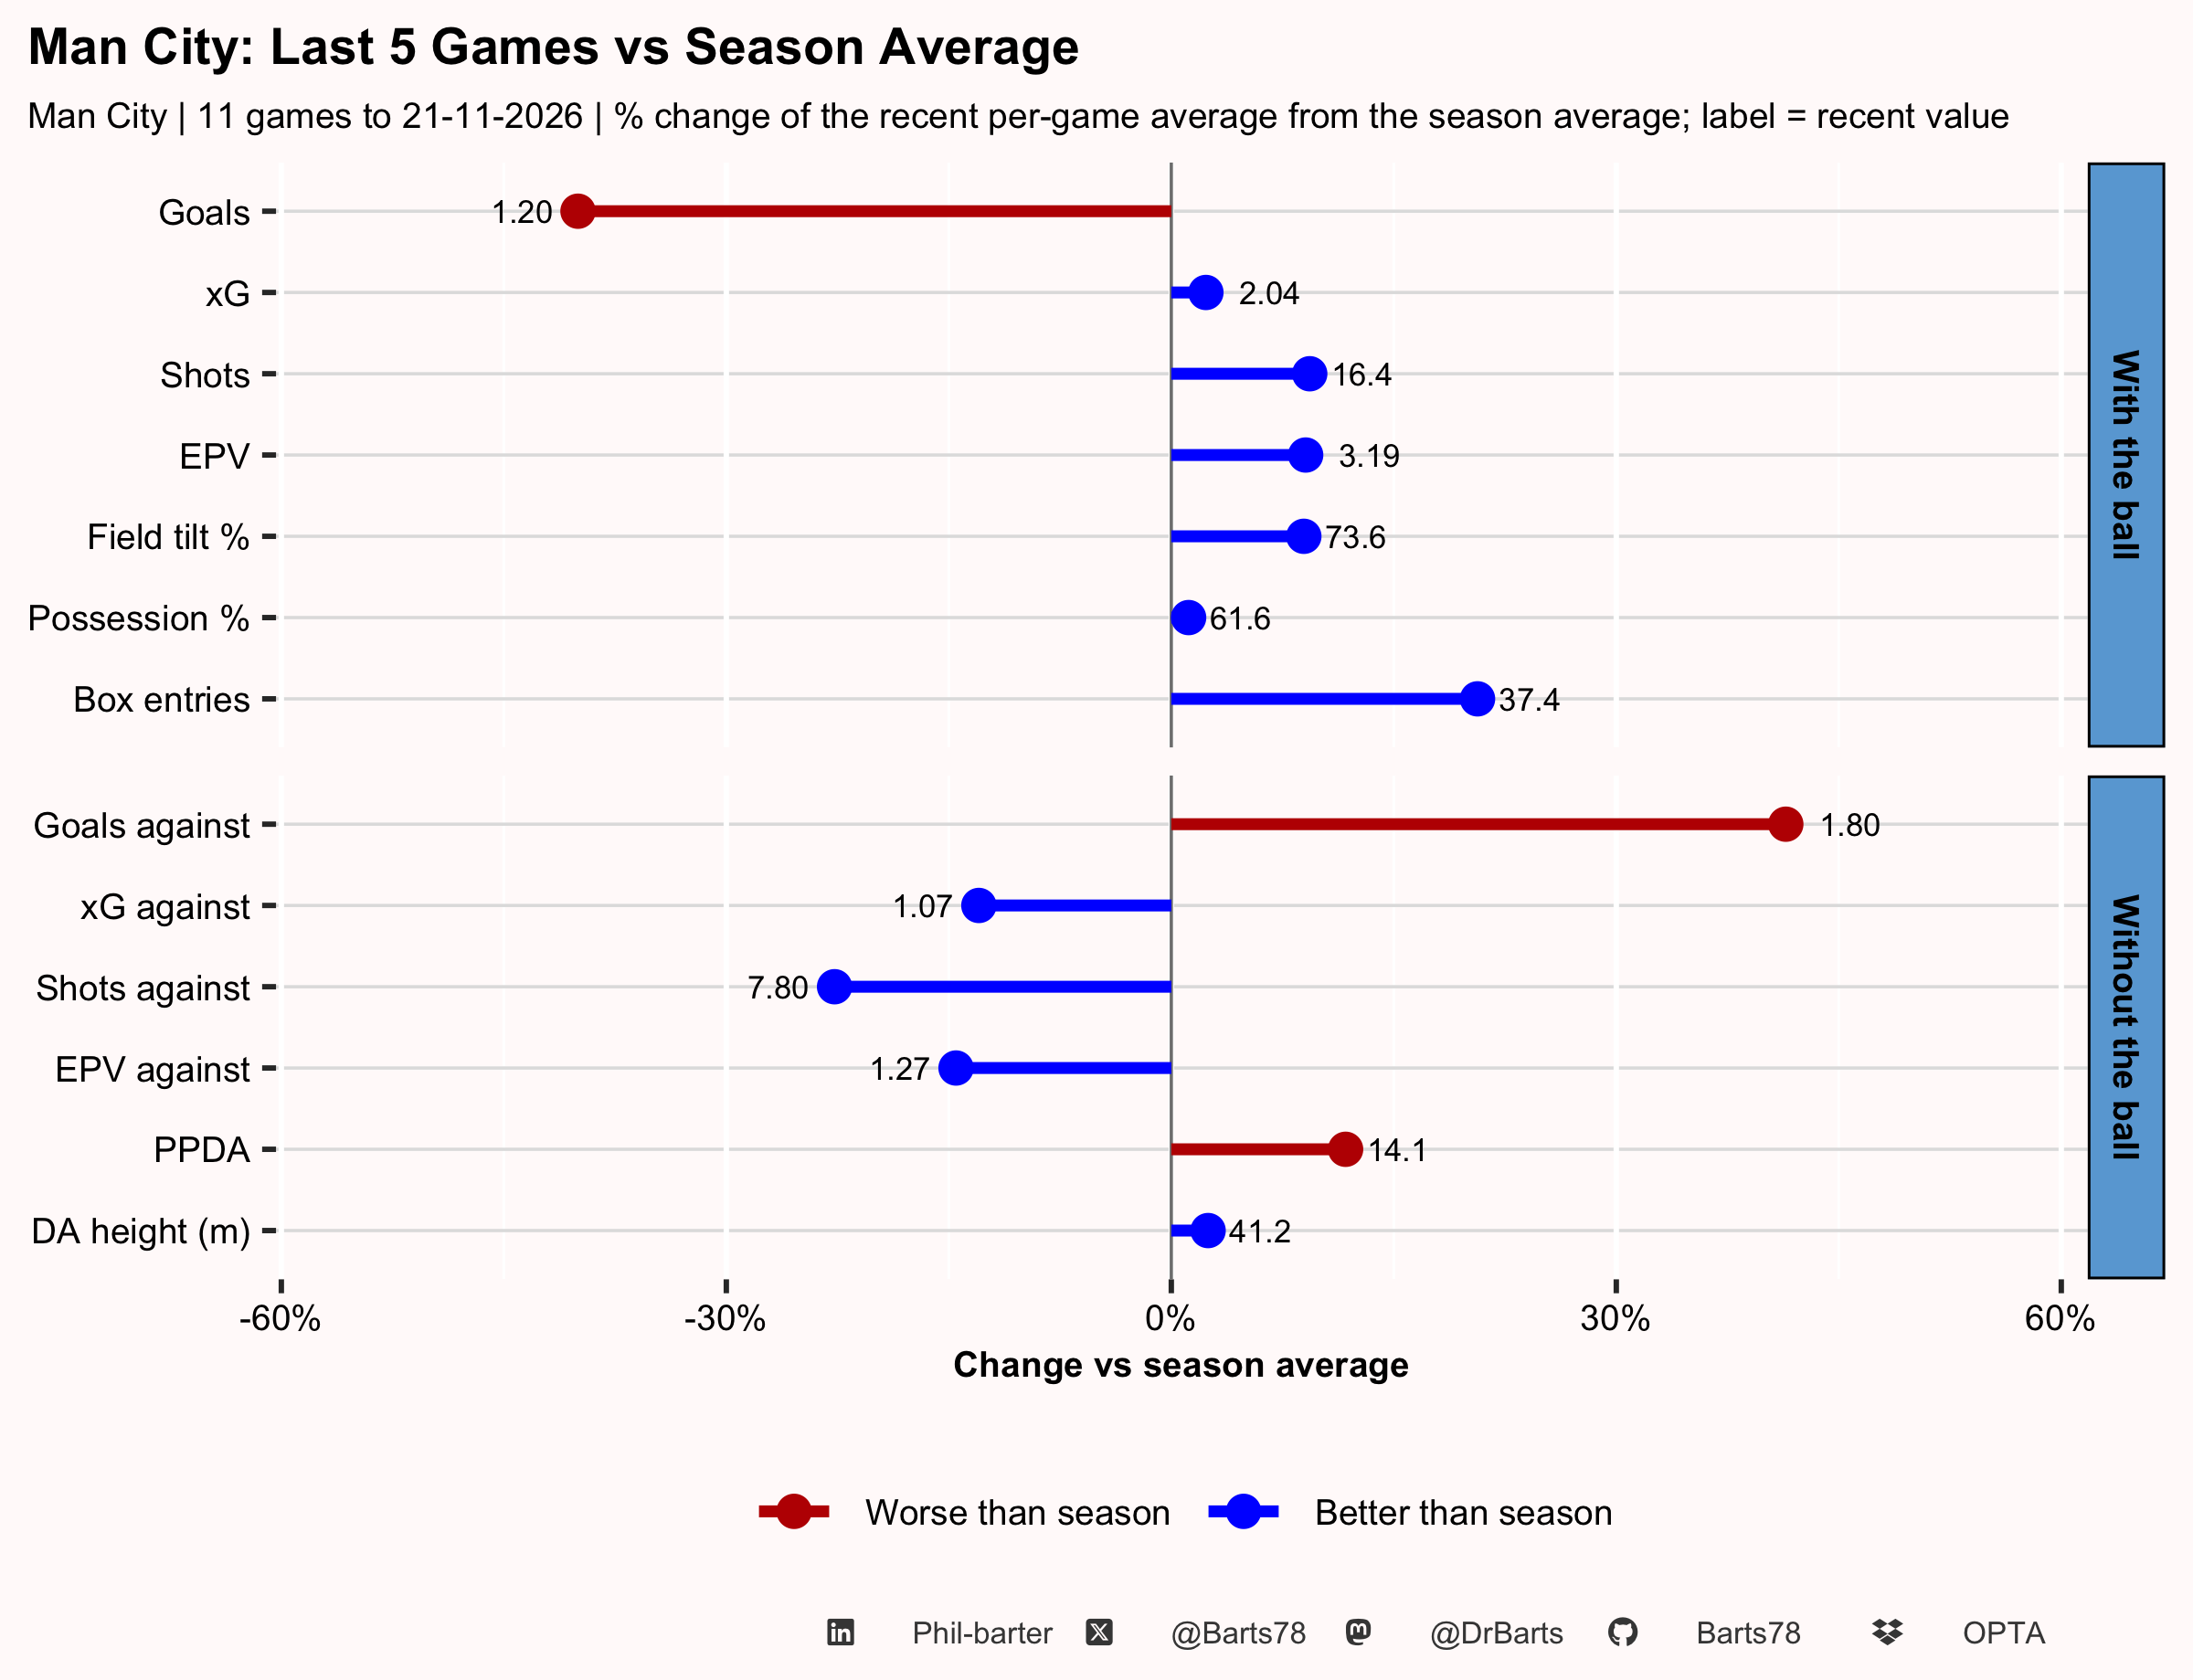 Man City: Last 5 Games vs Season Average
Man City | 11 games to 21-11-2026 | % change of the recent per-game average from the season average; label = recent value
Goals
1.20
xG
2.04
Shots
16.4
EPV
3.19
Field tilt %
73.6
Possession %
61.6
Box entries
37.4
With the ball
Goals against
1.80
xG against
1.07
Shots against
7.80
EPV against
1.27
PPDA
14.1
DA height (m)
41.2
Without the ball
-60%
-30%
0%
30%
60%
Change vs season average
Worse than season
Better than season
Phil-barter
@Barts78
@DrBarts
Barts78
OPTA